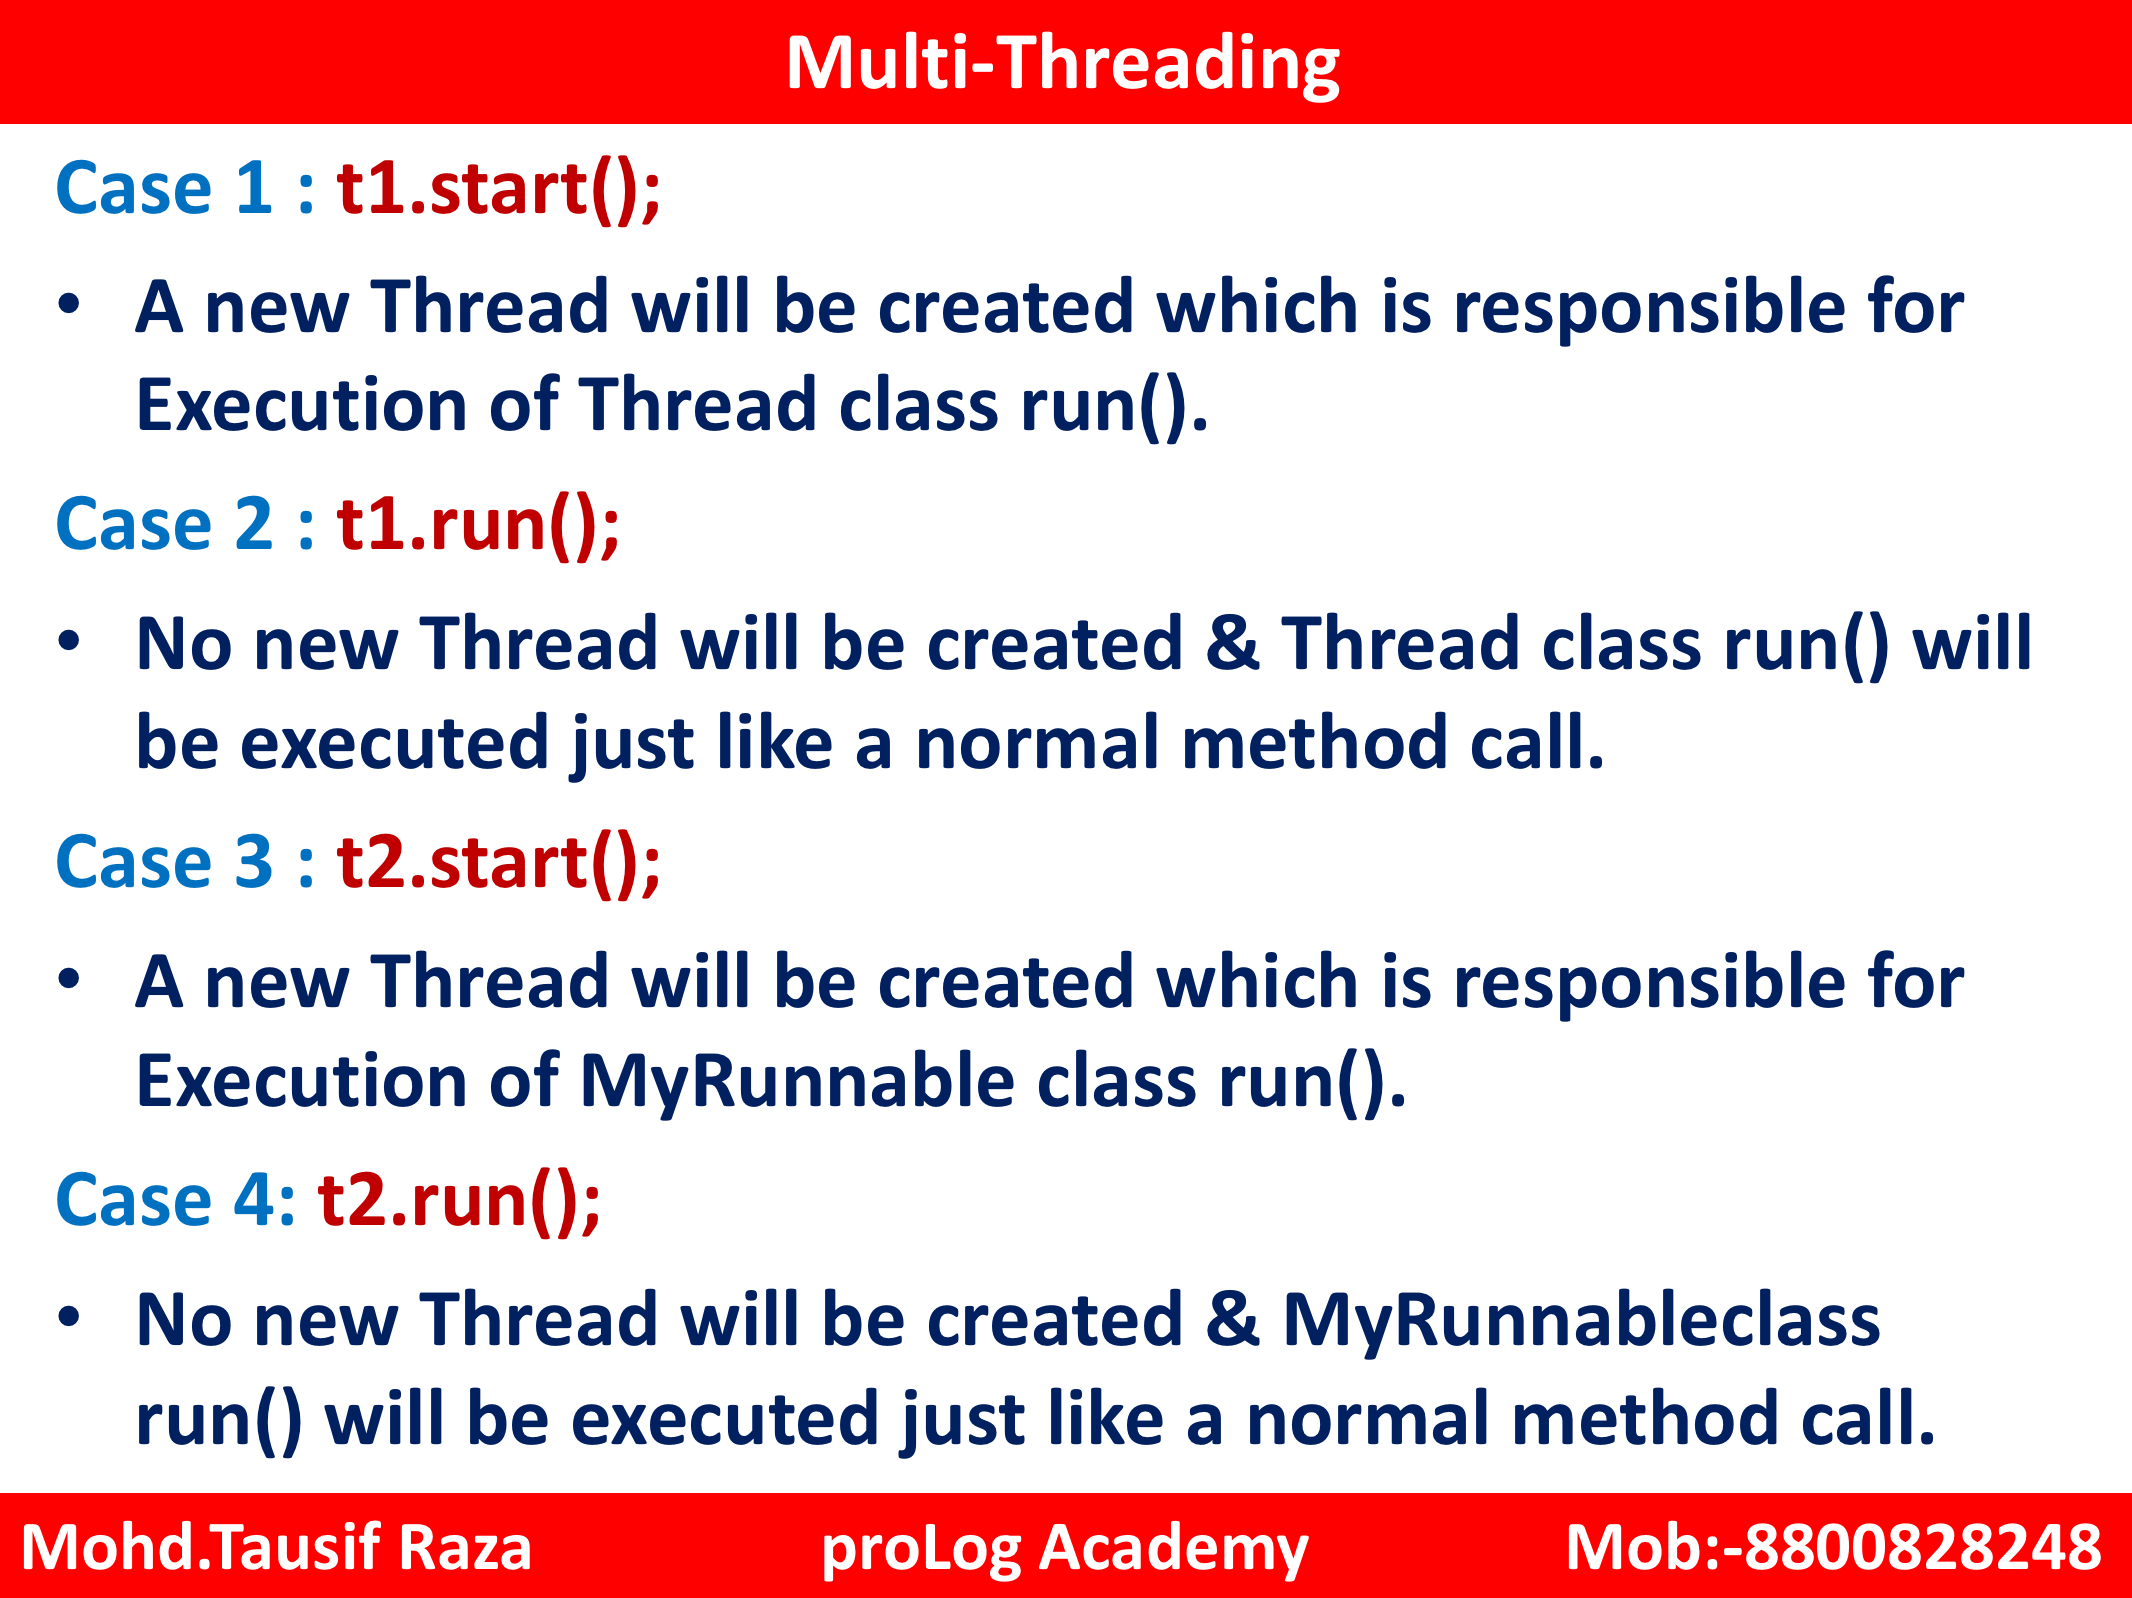 Multi-Threading
Case 1 : t1.start();
• A new Thread will be created which is responsible for
Execution of Thread class run().
Case 2 : t1.run();
• No new Thread will be created & Thread class run() will
be executed just like a normal method call.
Case 3 : t2.start();
• A new Thread will be created which is responsible for
Execution of MyRunnable class run().
Case 4: t2.run();
• No new Thread will be created & MyRunnableclass
run() will be executed just like a normal method call.
Mohd.Tausif Raza proLog Academy Mob:-8800828248